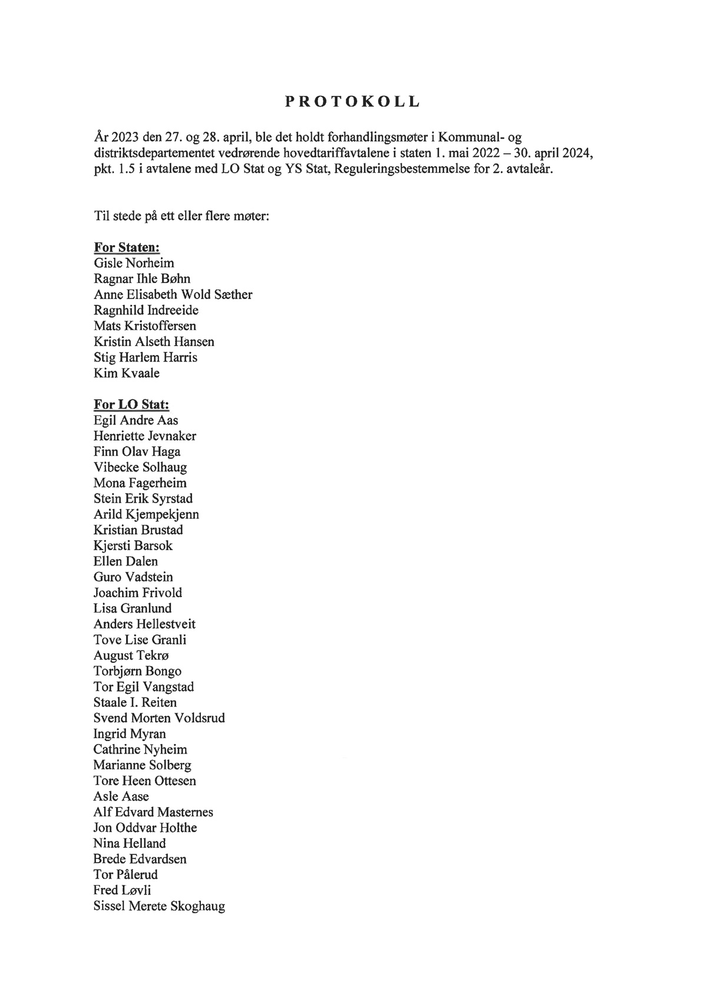 PROTOKOLL
År 2023 den 27. og 28. april, ble det holdt forhandlingsmøter i Kommunal- og
distriktsdepartementet vedrørende hovedtariffavtalene i staten 1. mai 2022 – 30. april 2024,
pkt. 1.5 i avtalene med LO Stat og YS Stat, Reguleringsbestemmelse for 2. avtaleår.
Til stede på ett eller flere møter:
For Staten:
Gisle Norheim
Ragnar Ihle Bøhn
Anne Elisabeth Wold Sæther
Ragnhild Indreeide
Mats Kristoffersen
Kristin Alseth Hansen
Stig Harlem Harris
Kim Kvaale
For LO Stat:
Egil Andre Aas
Henriette Jevnaker
Finn Olav Haga
Vibecke Solhaug
Mona Fagerheim
Stein Erik Syrstad
Arild Kjempekjenn
Kristian Brustad
Kjersti Barsok
Ellen Dalen
Guro Vadstein
Joachim Frivold
Lisa Granlund
Anders Hellestveit
Tove Lise Granli
August Tekrø
Torbjørn Bongo
Tor Egil Vangstad
Staale I. Reiten
Svend Morten Voldsrud
Ingrid Myran
Cathrine Nyheim
Marianne Solberg
Tore Heen Ottesen
Asle Aase
Alf Edvard Masternes
Jon Oddvar Holthe
Nina Helland
Brede Edvardsen
Tor Pålerud
Fred Løvli
Sissel Merete Skoghaug